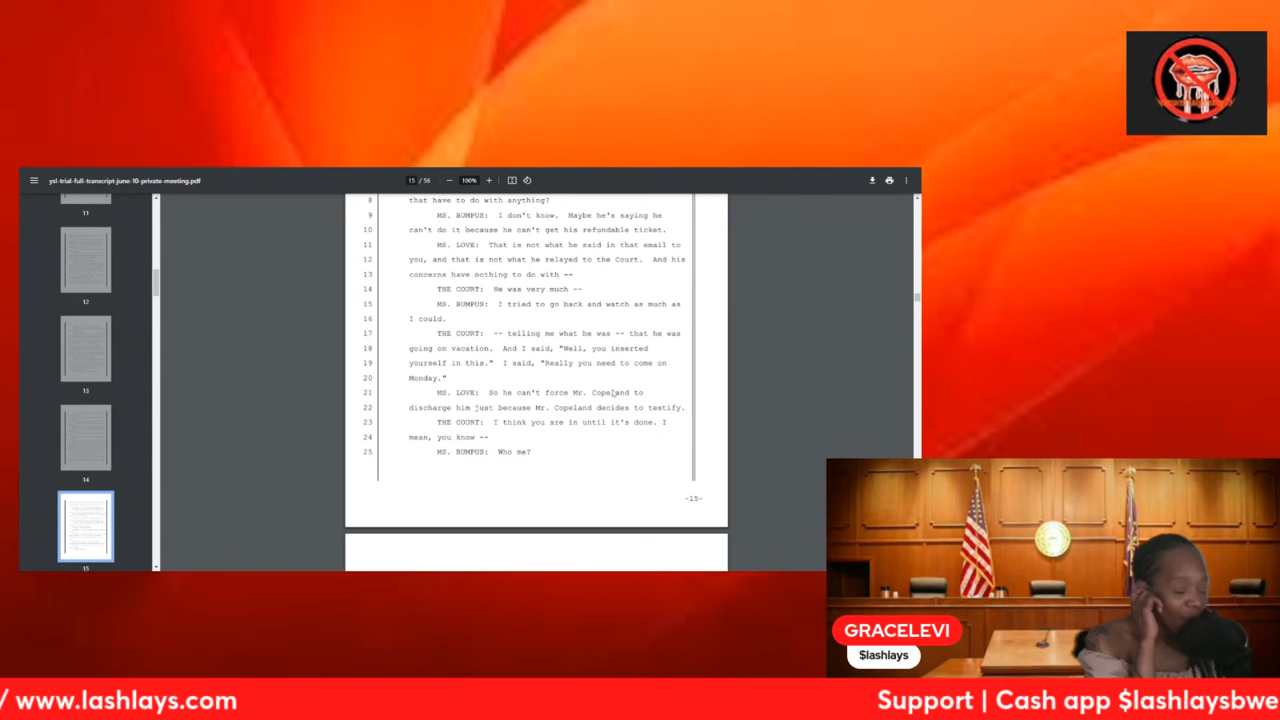 ysl-trial-full-transcript-june-10-private-meeting.pdf
15 / 56
100%
11
12
13
14
15
8 that have to do with anything?
9 MS. BUMPUS: I don't know. Maybe he's saying he
10 can't do it because he can't get his refundable ticket.
11 MS. LOVE: That is not what he said in that email to
12 you, and that is not what he relayed to the Court. And his
13 concerns have nothing to do with --
14 THE COURT: He was very much --
15 MS. BUMPUS: I tried to go back and watch as much as
16 I could.
17 THE COURT: -- telling me what he was -- that he was
18 going on vacation. And I said, "Well, you inserted
19 yourself in this." I said, "Really you need to come on
20 Monday."
21 MS. LOVE: So he can't force Mr. Copeland to
22 discharge him just because Mr. Copeland decides to testify.
23 THE COURT: I think you are in until it's done. I
24 mean, you know --
25 MS. BUMPUS: Who me?
-15-
GRACELEVI
$lashlays
/ www.lashlays.com
Support | Cash app $lashlaysbwe